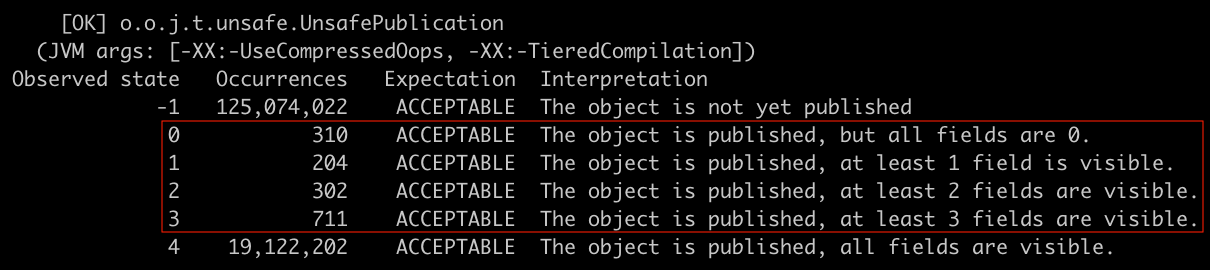 [OK] o.o.j.t.unsafe.UnsafePublication
(JVM args: [-XX:-UseCompressedOops, -XX:-TieredCompilation])
Observed state Occurrences Expectation Interpretation
-1 125,074,022 ACCEPTABLE The object is not yet published
0 310 ACCEPTABLE The object is published, but all fields are 0.
1 204 ACCEPTABLE The object is published, at least 1 field is visible.
2 302 ACCEPTABLE The object is published, at least 2 fields are visible.
3 711 ACCEPTABLE The object is published, at least 3 fields are visible.
4 19,122,202 ACCEPTABLE The object is published, all fields are visible.